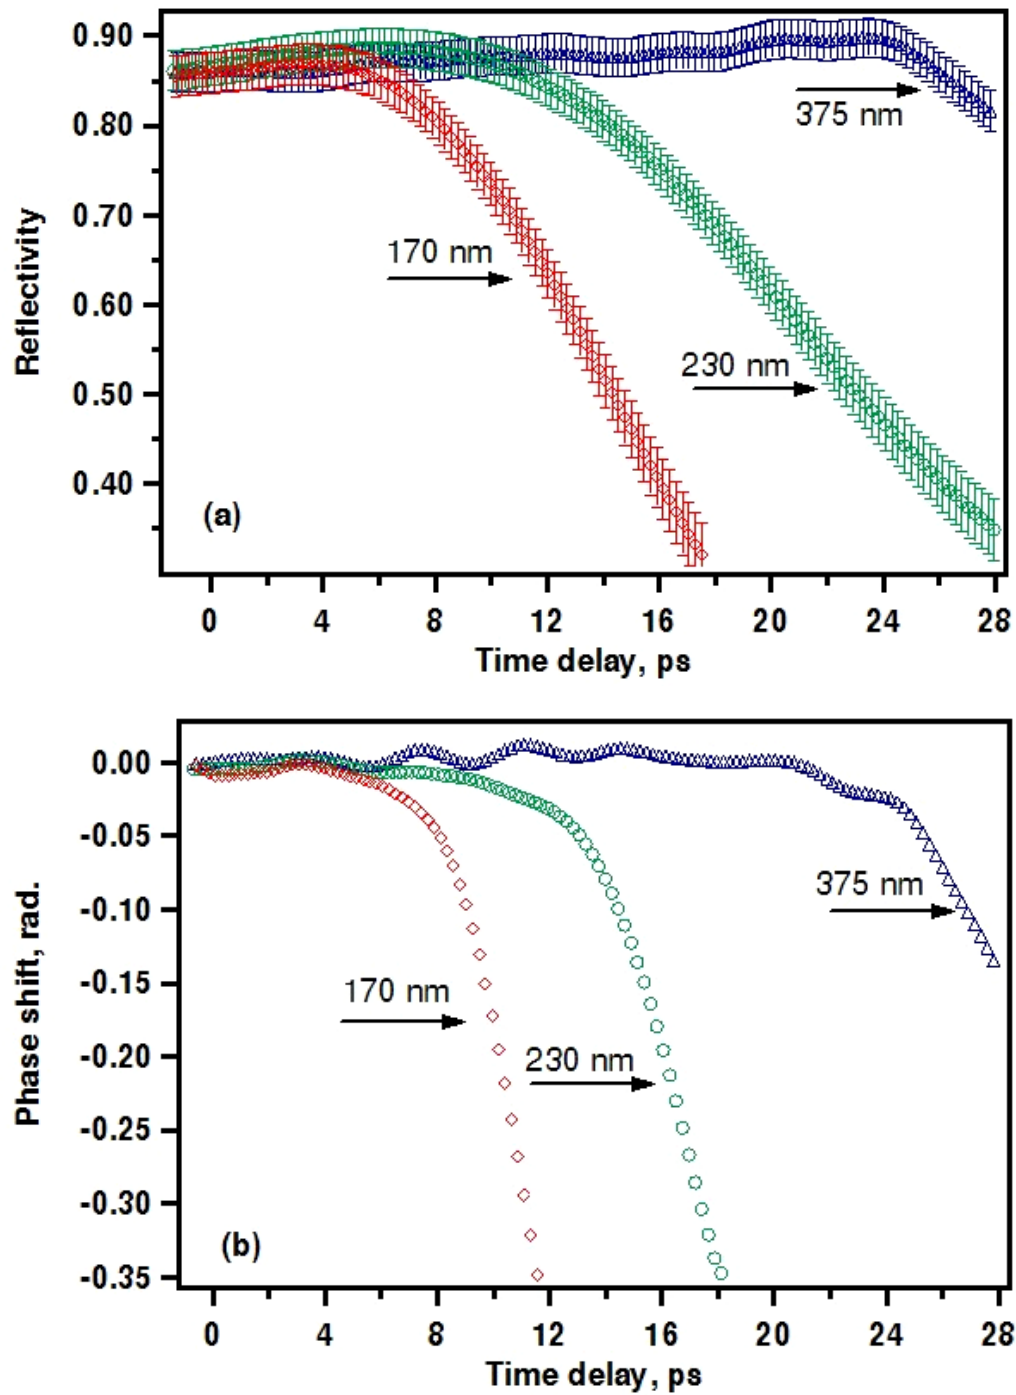 0.90
375 nm
0.80
0.70
170 nm
Reflectivity
0.60
230 nm
0.50
0.40
(a)
0 4 8 12 16 20 24 28
Time delay, ps
0.00
-0.05
375 nm
-0.10
170 nm
-0.15
Phase shift, rad.
230 nm
-0.20
-0.25
-0.30
(b)
-0.35
0 4 8 12 16 20 24 28
Time delay, ps